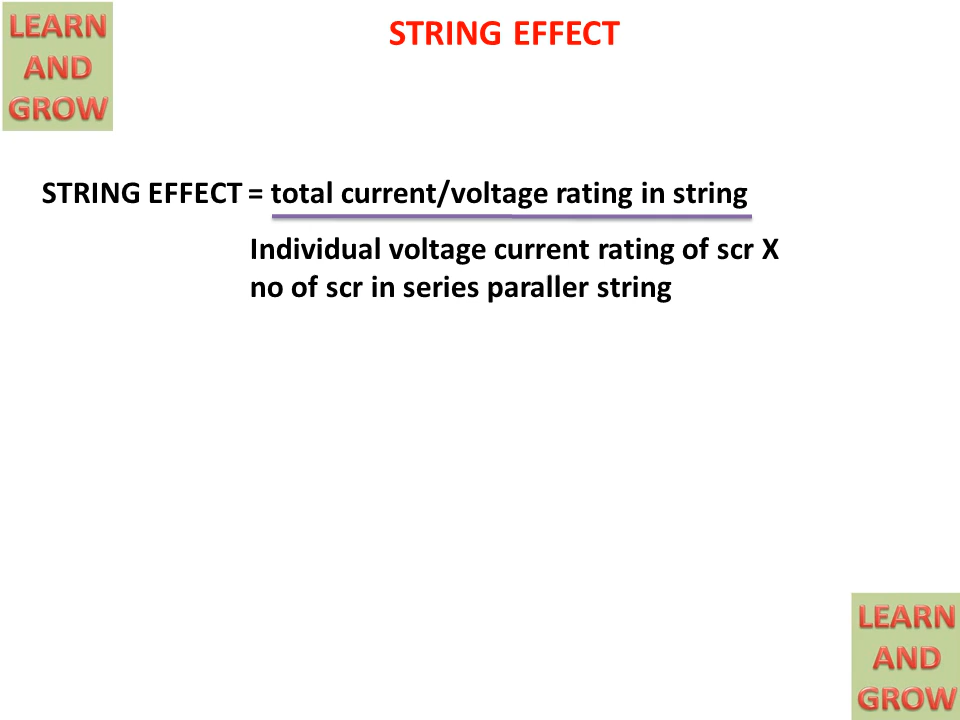 LEARN
AND
GROW
STRING EFFECT
STRING EFFECT = total current/voltage rating in string
Individual voltage current rating of scr X
no of scr in series paraller string
LEARN
AND
GROW